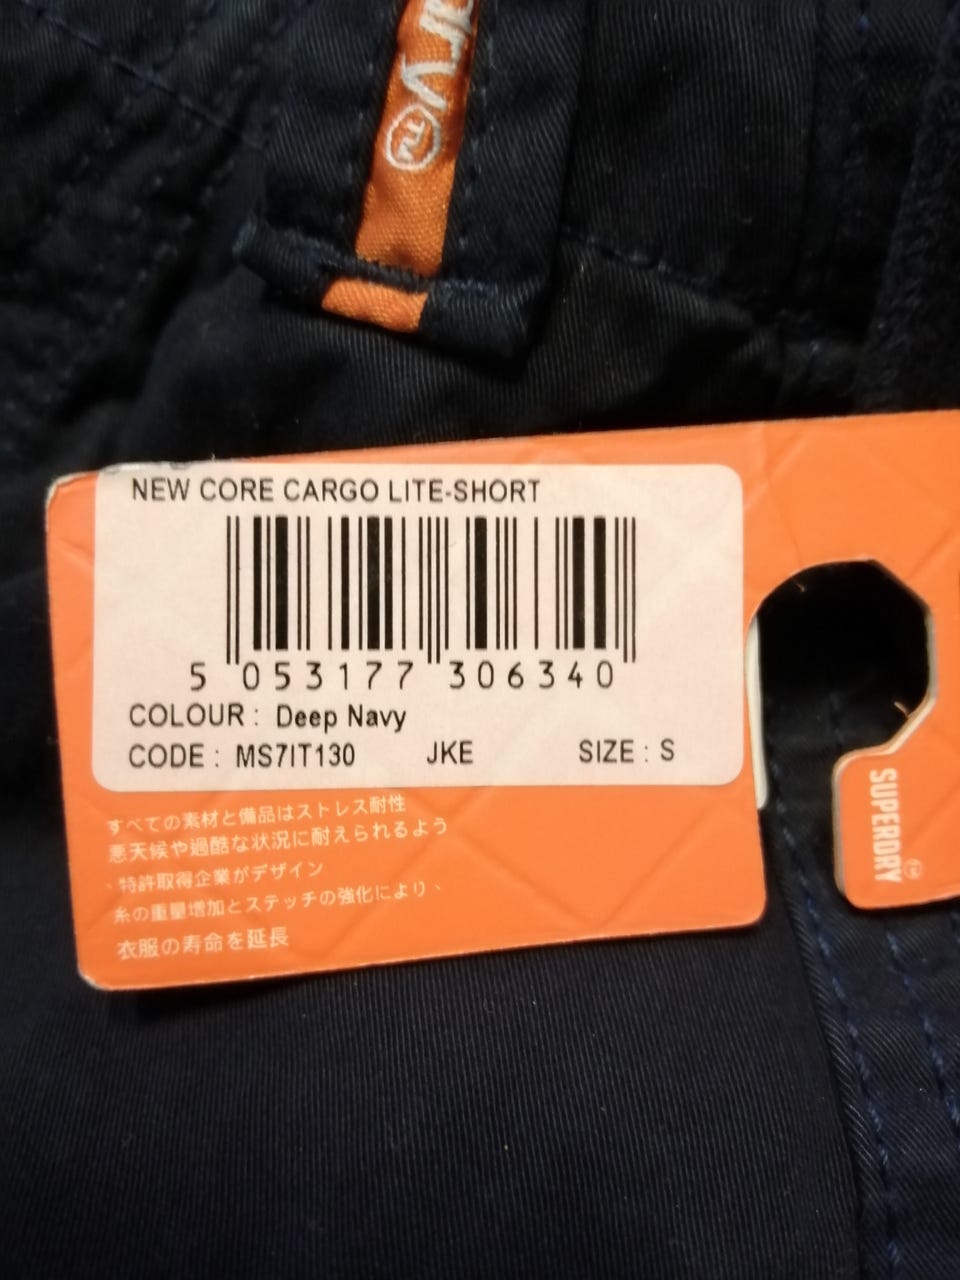 dry
TM
NEW CORE CARGO LITE-SHORT
5 053177 306340
COLOUR : Deep Navy
CODE : MS7IT130 JKE SIZE : S
すべての素材と備品はストレス耐性
悪天候や過酷な状況に耐えられるよう
、特許取得企業がデザイン
糸の重量増加とステッチの強化により、
衣服の寿命を延長
SUPERDRY